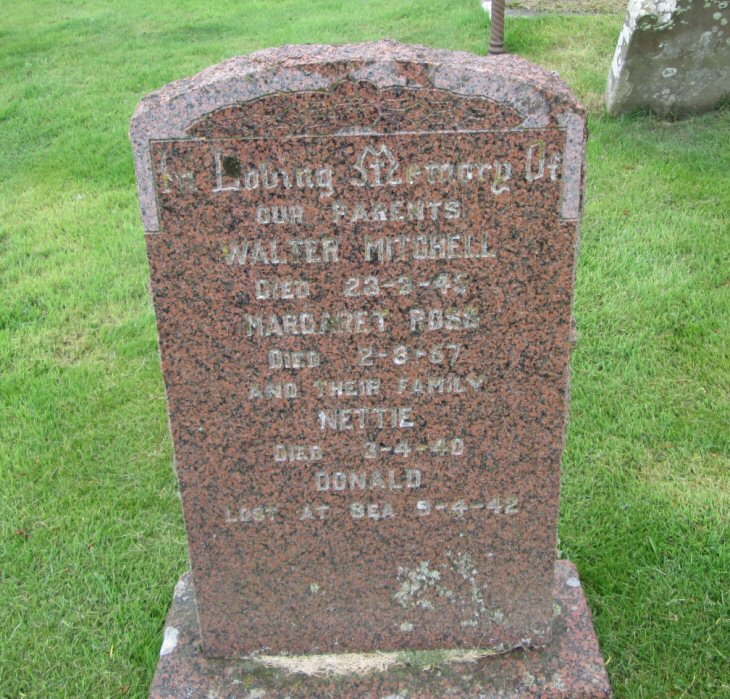 In Loving Memory Of
OUR PARENTS
WALTER MITCHELL
DIED 23-3-45
MARGARET ROSS
DIED 2-3-57
AND THEIR FAMILY
NETTIE
DIED 3-4-40
DONALD
LOST AT SEA 5-4-42